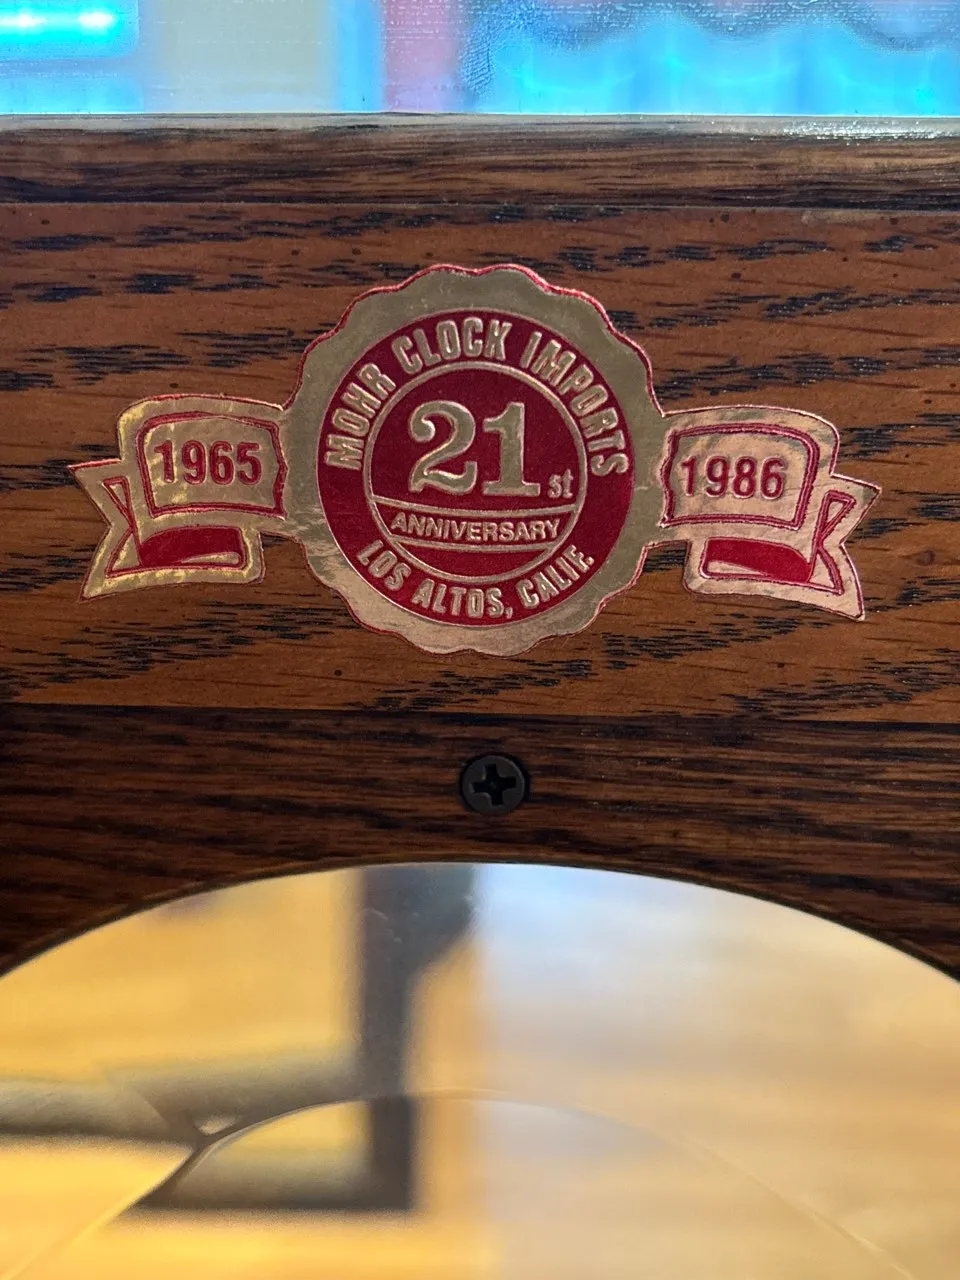 MOHR CLOCK IMPORTS
1965
21st
1986
ANNIVERSARY
LOS ALTOS, CALIF.